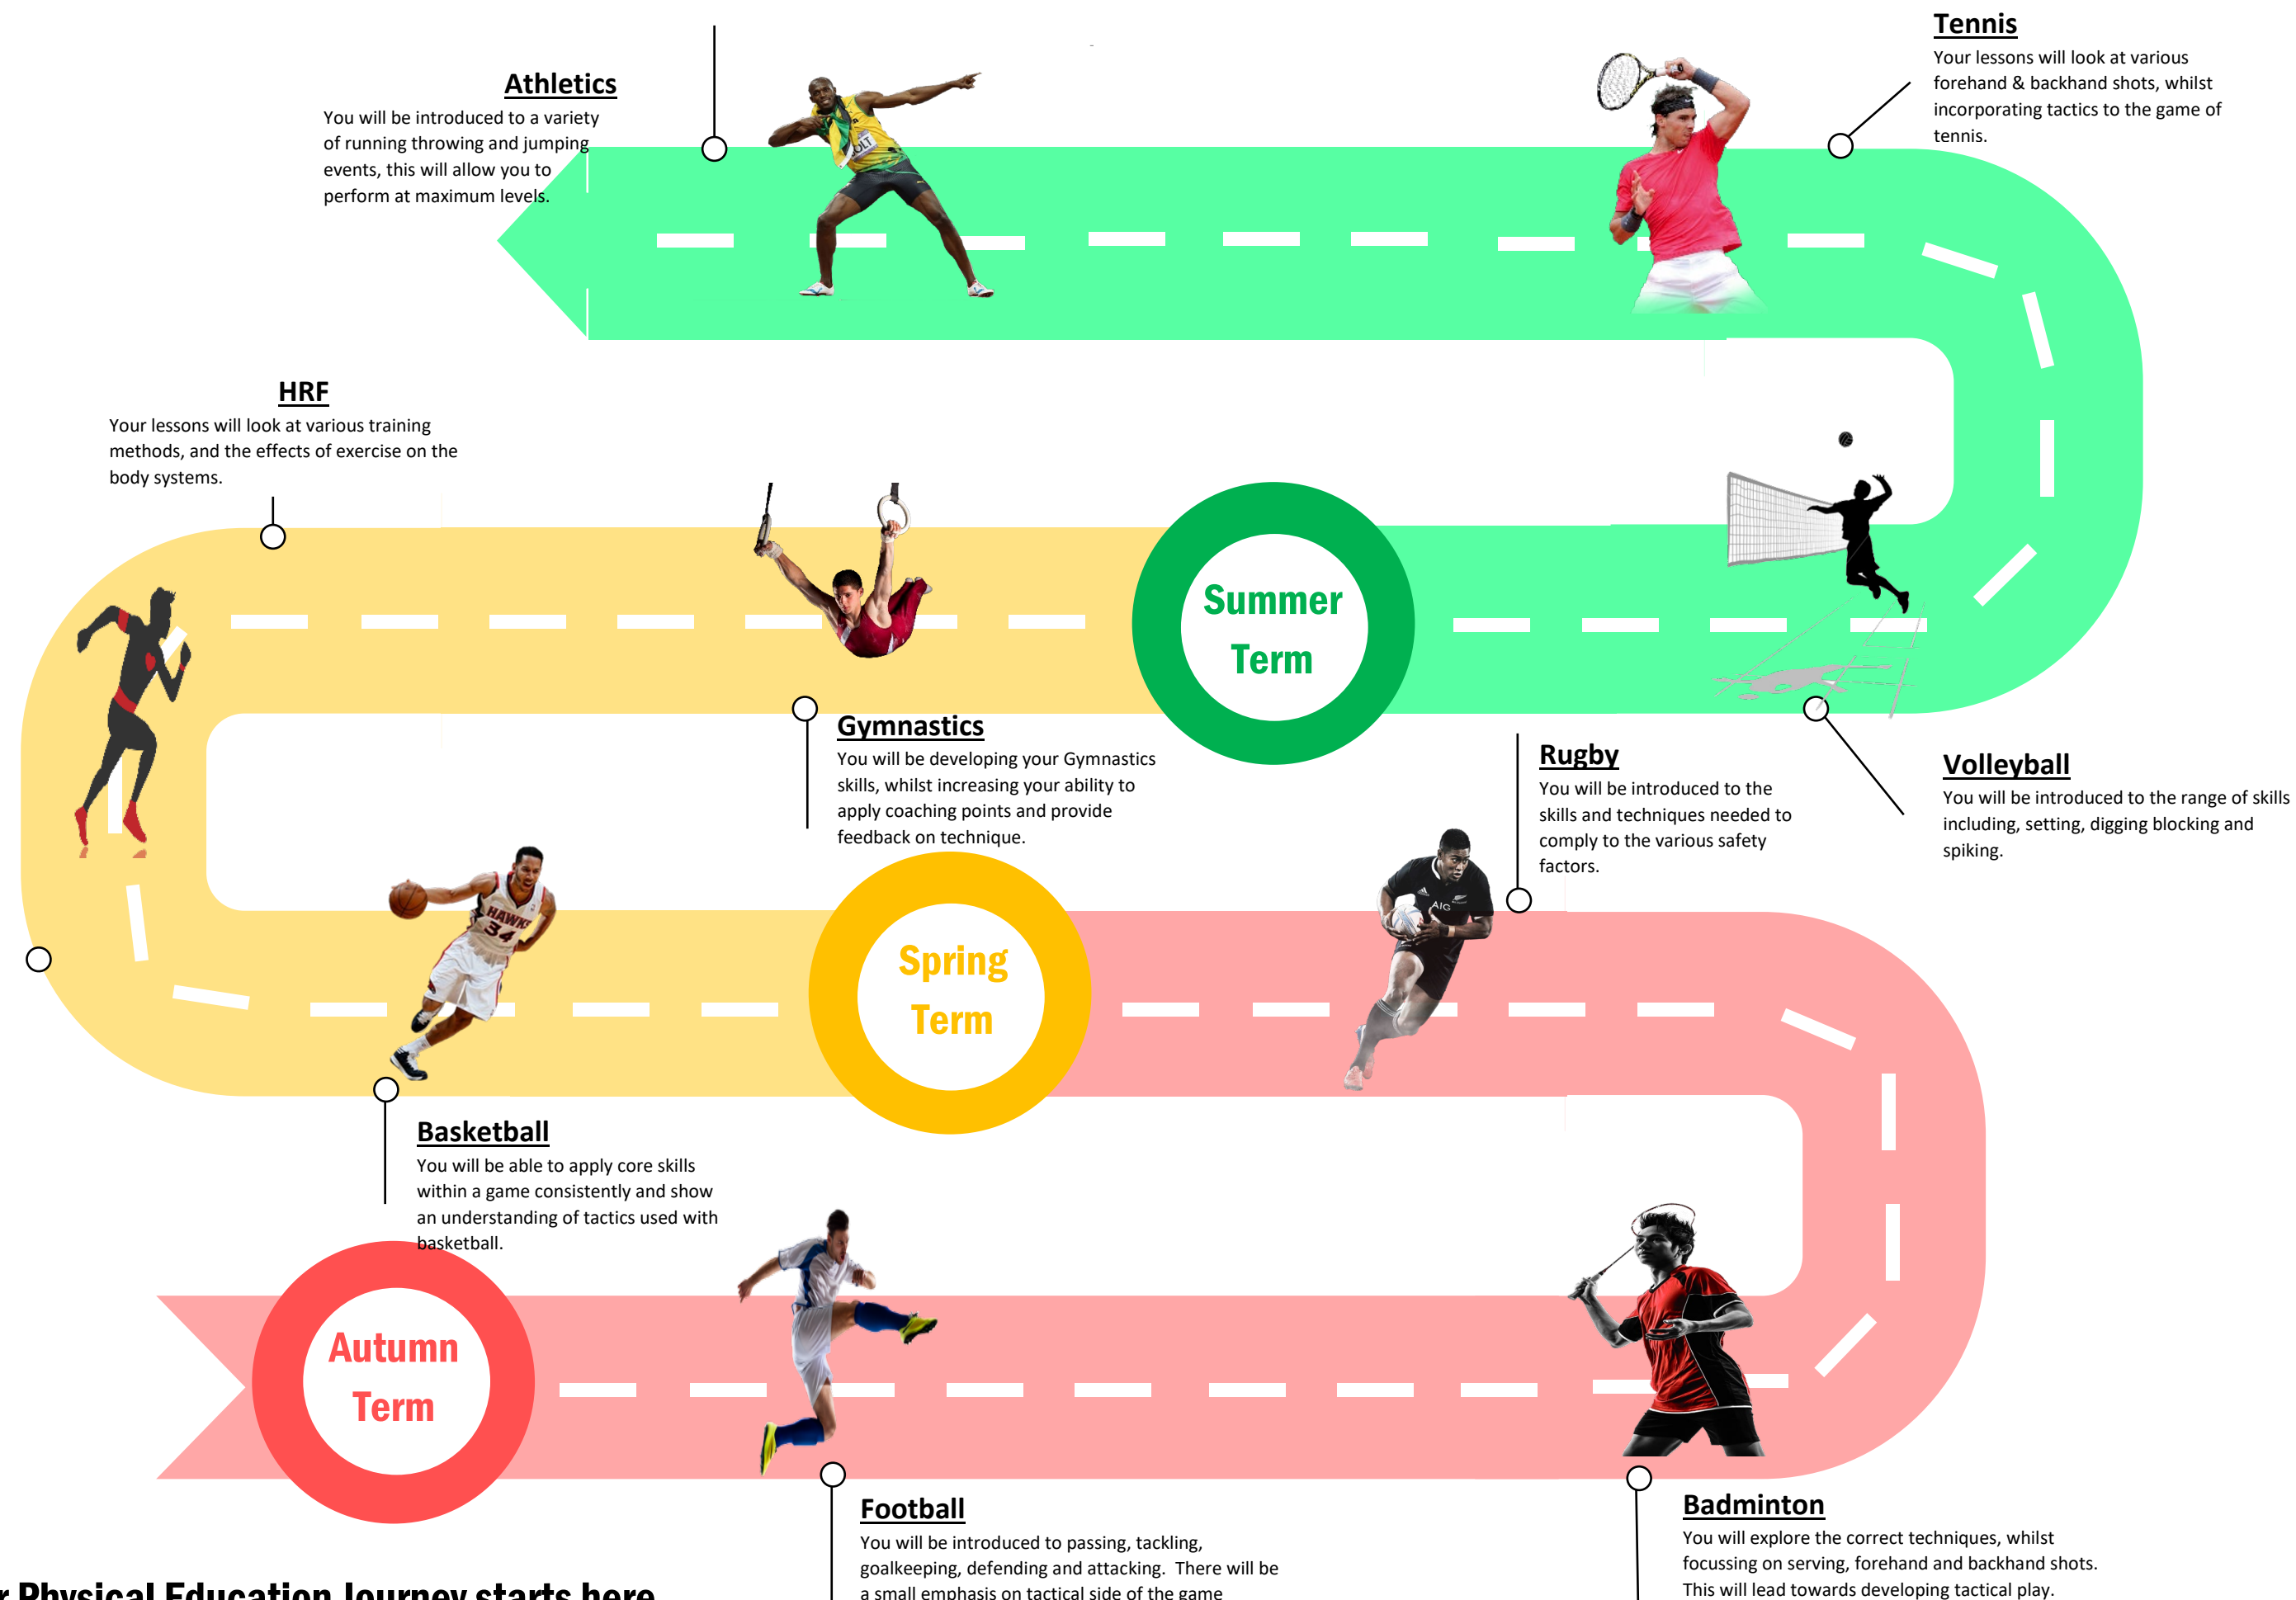 Tennis
Your lessons will look at various
forehand & backhand shots, whilst
incorporating tactics to the game of
tennis.
Athletics
You will be introduced to a variety
of running throwing and jumping
events, this will allow you to
perform at maximum levels.
OLT
HRF
Your lessons will look at various training
methods, and the effects of exercise on the
body systems.
Summer
Term
Gymnastics
You will be developing your Gymnastics
skills, whilst increasing your ability to
apply coaching points and provide
feedback on technique.
Rugby
You will be introduced to the
skills and techniques needed to
comply to the various safety
factors.
Volleyball
You will be introduced to the range of skills
including, setting, digging blocking and
spiking.
HAWKS
34
AIG
Spring
Term
Basketball
You will be able to apply core skills
within a game consistently and show
an understanding of tactics used with
basketball.
Autumn
Term
Football
You will be introduced to passing, tackling,
goalkeeping, defending and attacking.  There will be
a small emphasis on tactical side of the game
Badminton
You will explore the correct techniques, whilst
focussing on serving, forehand and backhand shots.
This will lead towards developing tactical play.
r Physical Education Journey starts here